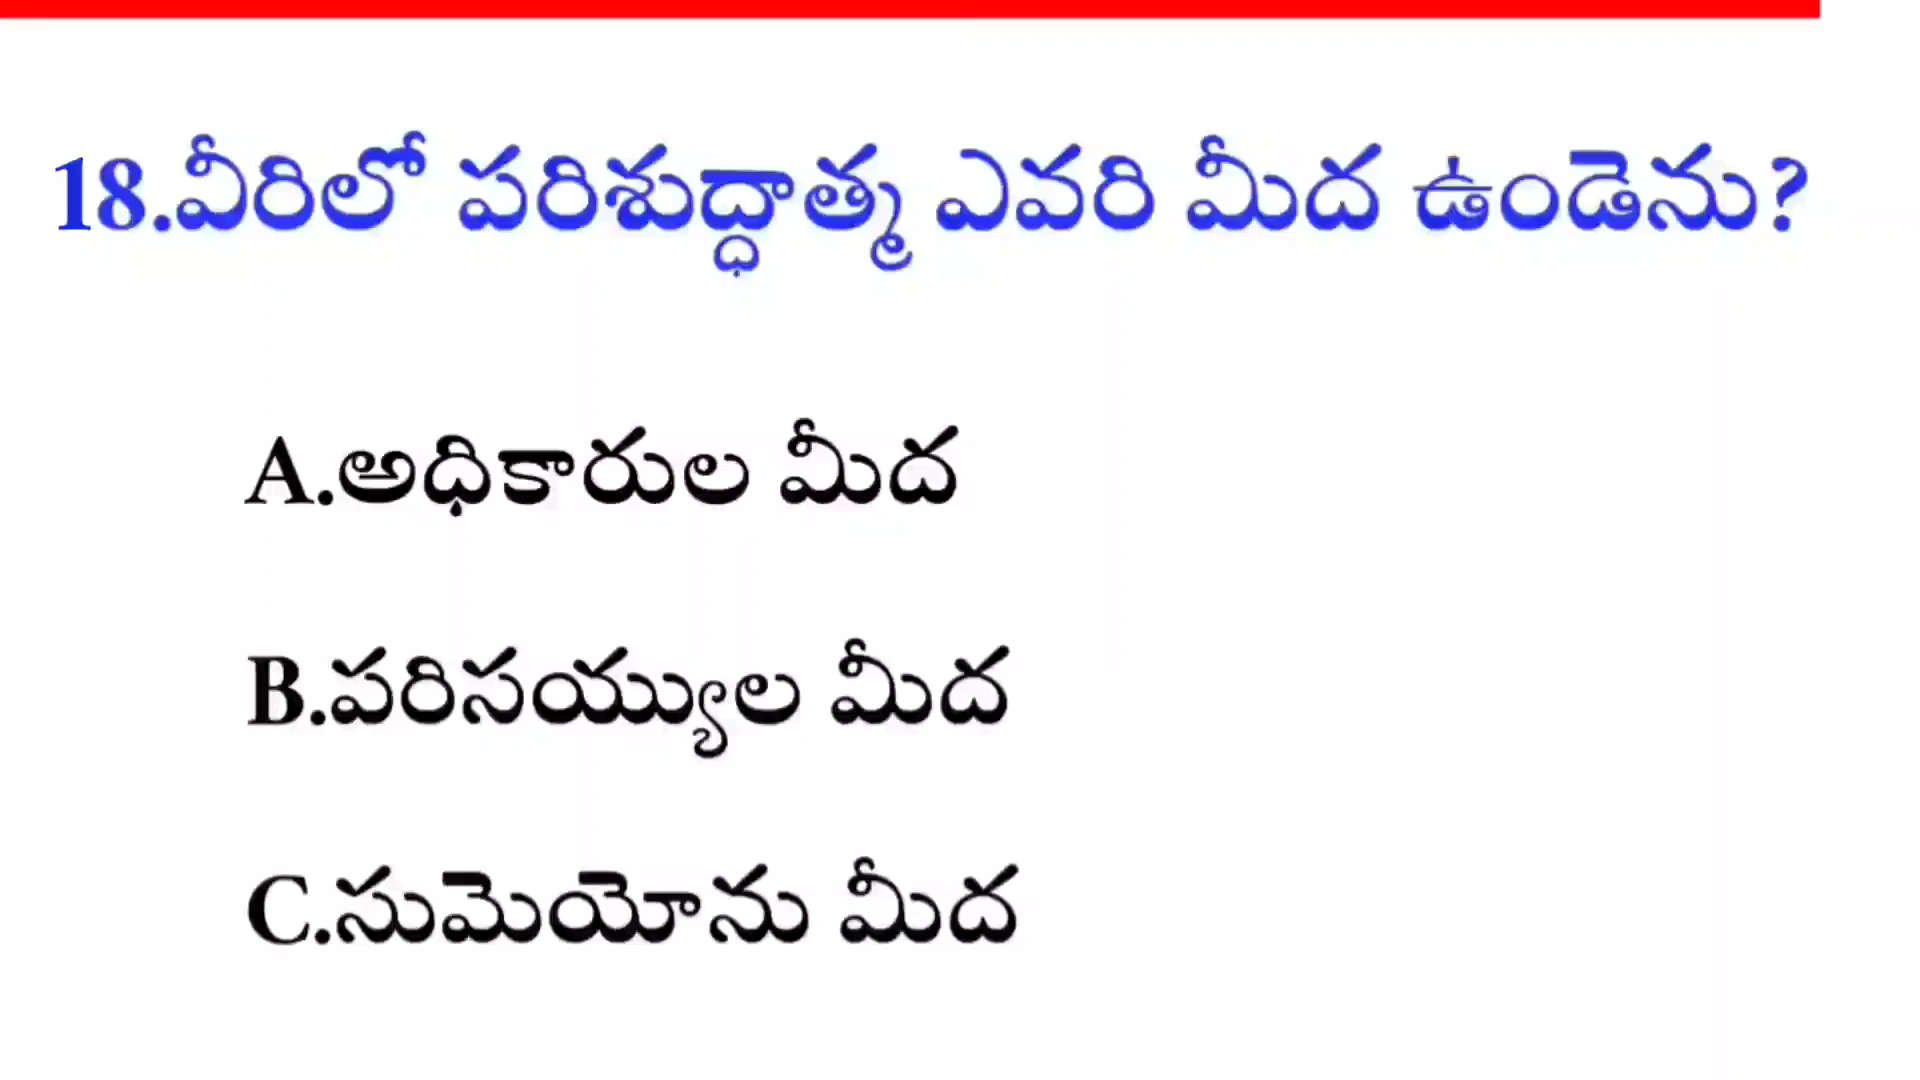 18.వీరిలో పరిశుద్ధాత్మ ఎవరి మీద ఉండెను?
A.అధికారుల మీద
B.పరిసయ్యుల మీద
C.సుమెయోను మీద